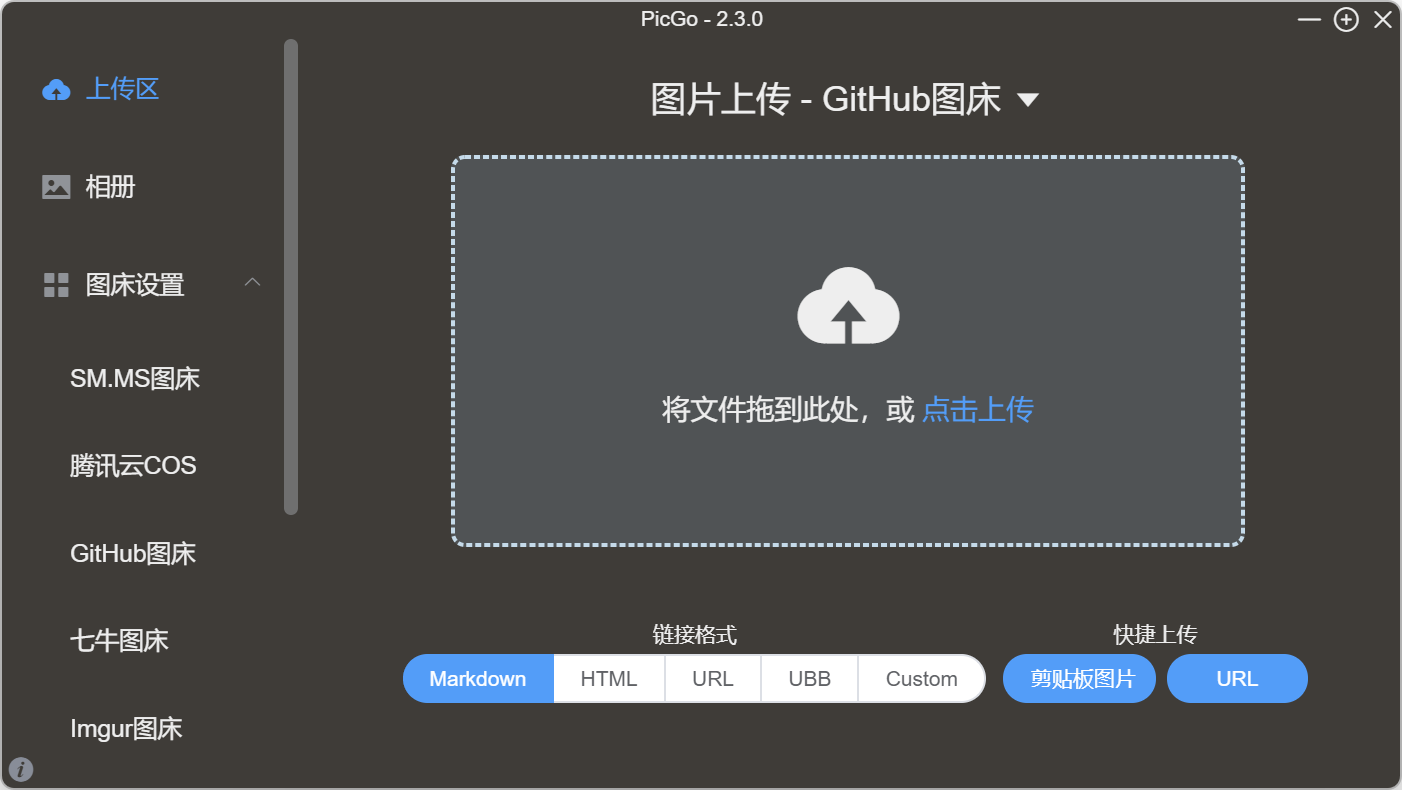 PicGo - 2.3.0
上传区
相册
图床设置
SM.MS图床
腾讯云COS
GitHub图床
七牛图床
Imgur图床
图片上传 - GitHub图床
将文件拖到此处，或 点击上传
链接格式
Markdown HTML URL UBB Custom
快捷上传
剪贴板图片 URL